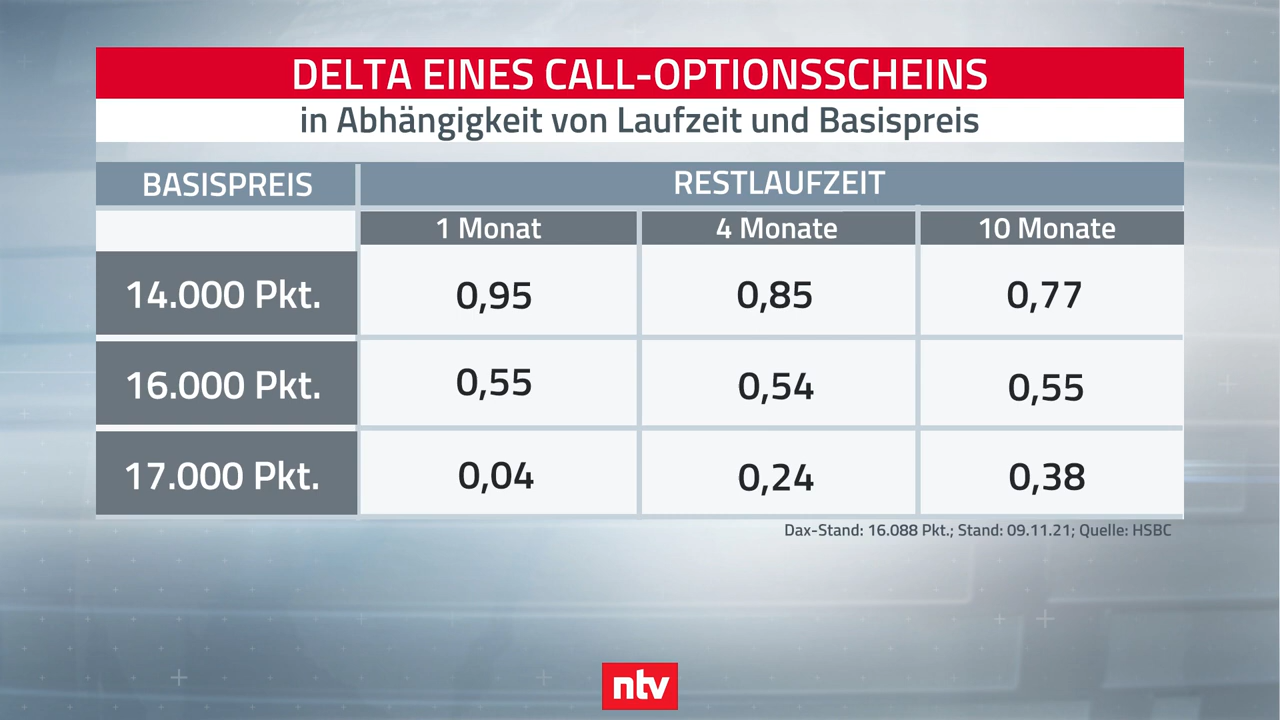 DELTA EINES CALL-OPTIONSSCHEINS
in Abhängigkeit von Laufzeit und Basispreis
BASISPREIS RESTLAUFZEIT
1 Monat 4 Monate 10 Monate
14.000 Pkt. 0,95 0,85 0,77
16.000 Pkt. 0,55 0,54 0,55
17.000 Pkt. 0,04 0,24 0,38
Dax-Stand: 16.088 Pkt.; Stand: 09.11.21; Quelle: HSBC
ntv